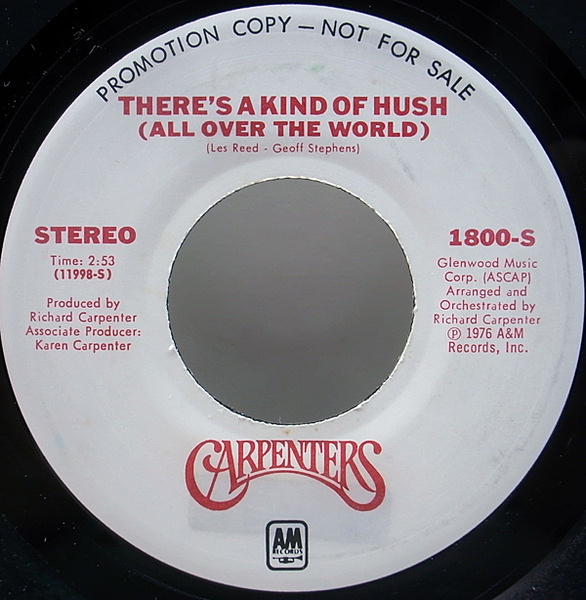 PROMOTION COPY — NOT FOR SALE
THERE'S A KIND OF HUSH
(ALL OVER THE WORLD)
(Les Reed - Geoff Stephens)
STEREO
Time: 2:53
(11998-S)
Produced by
Richard Carpenter
Associate Producer:
Karen Carpenter
1800-S
Glenwood Music
Corp. (ASCAP)
Arranged and
Orchestrated by
Richard Carpenter
℗ 1976 A&M
Records, Inc.
CARPENTERS
AM
RECORDS